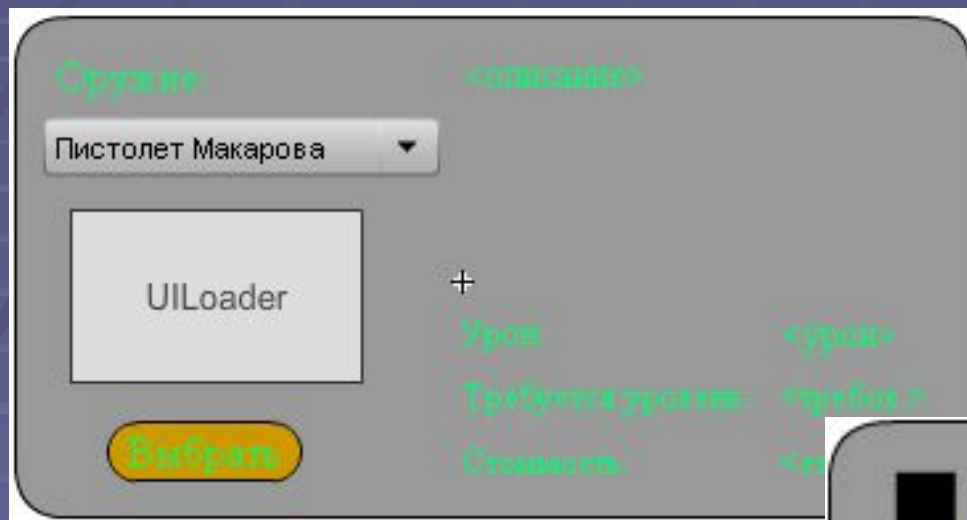 Оружие: <описание>
Пистолет Макарова
UILoader
Урон: <урон>
Требуется уровень: <требов.>
Выбрать
Стоимость: